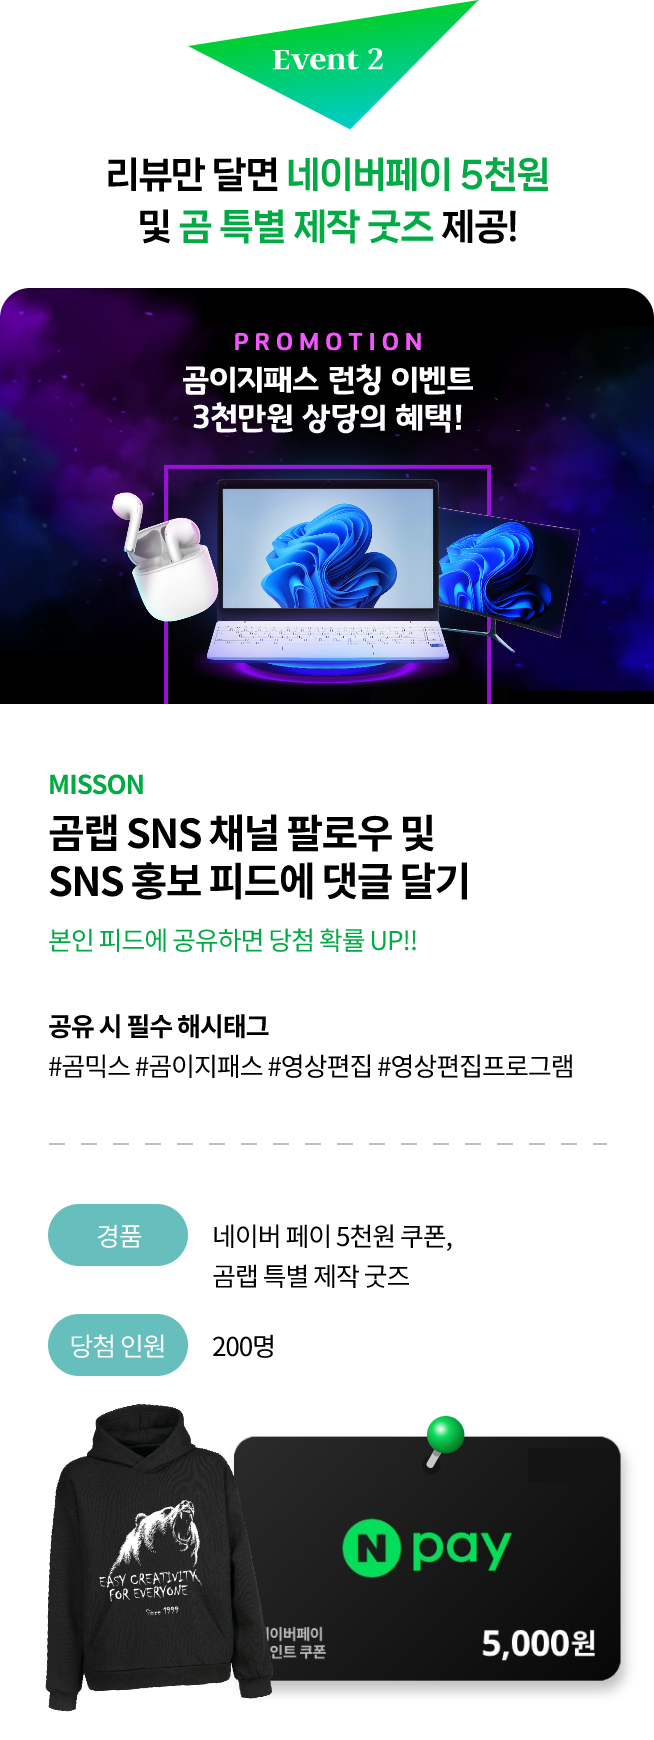 Event 2
리뷰만 달면 네이버페이 5천원
및 곰 특별 제작 굿즈 제공!
PROMOTION
곰이지패스 런칭 이벤트
3천만원 상당의 혜택!
MISSON
곰랩 SNS 채널 팔로우 및
SNS 홍보 피드에 댓글 달기
본인 피드에 공유하면 당첨 확률 UP!!
공유 시 필수 해시태그
#곰믹스 #곰이지패스 #영상편집 #영상편집프로그램
경품
네이버 페이 5천원 쿠폰,
곰랩 특별 제작 굿즈
당첨 인원
200명
EASY CREATIVITY
FOR EVERYONE
Since 1999
N pay
이버페이
인트 쿠폰
5,000원